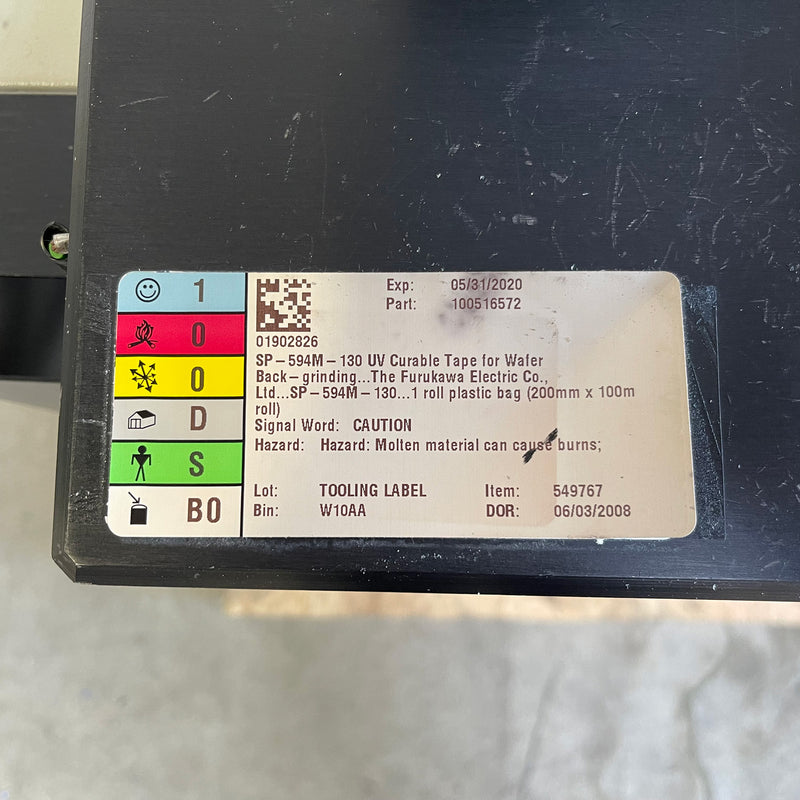 1
0
0
D
S
B0
Exp: 05/31/2020
Part: 100516572
01902826
SP-594M-130 UV Curable Tape for Wafer
Back-grinding...The Furukawa Electric Co.,
Ltd...SP-594M-130...1 roll plastic bag (200mm x 100m
roll)
Signal Word: CAUTION
Hazard: Hazard: Molten material can cause burns;
Lot: TOOLING LABEL Item: 549767
Bin: W10AA DOR: 06/03/2008